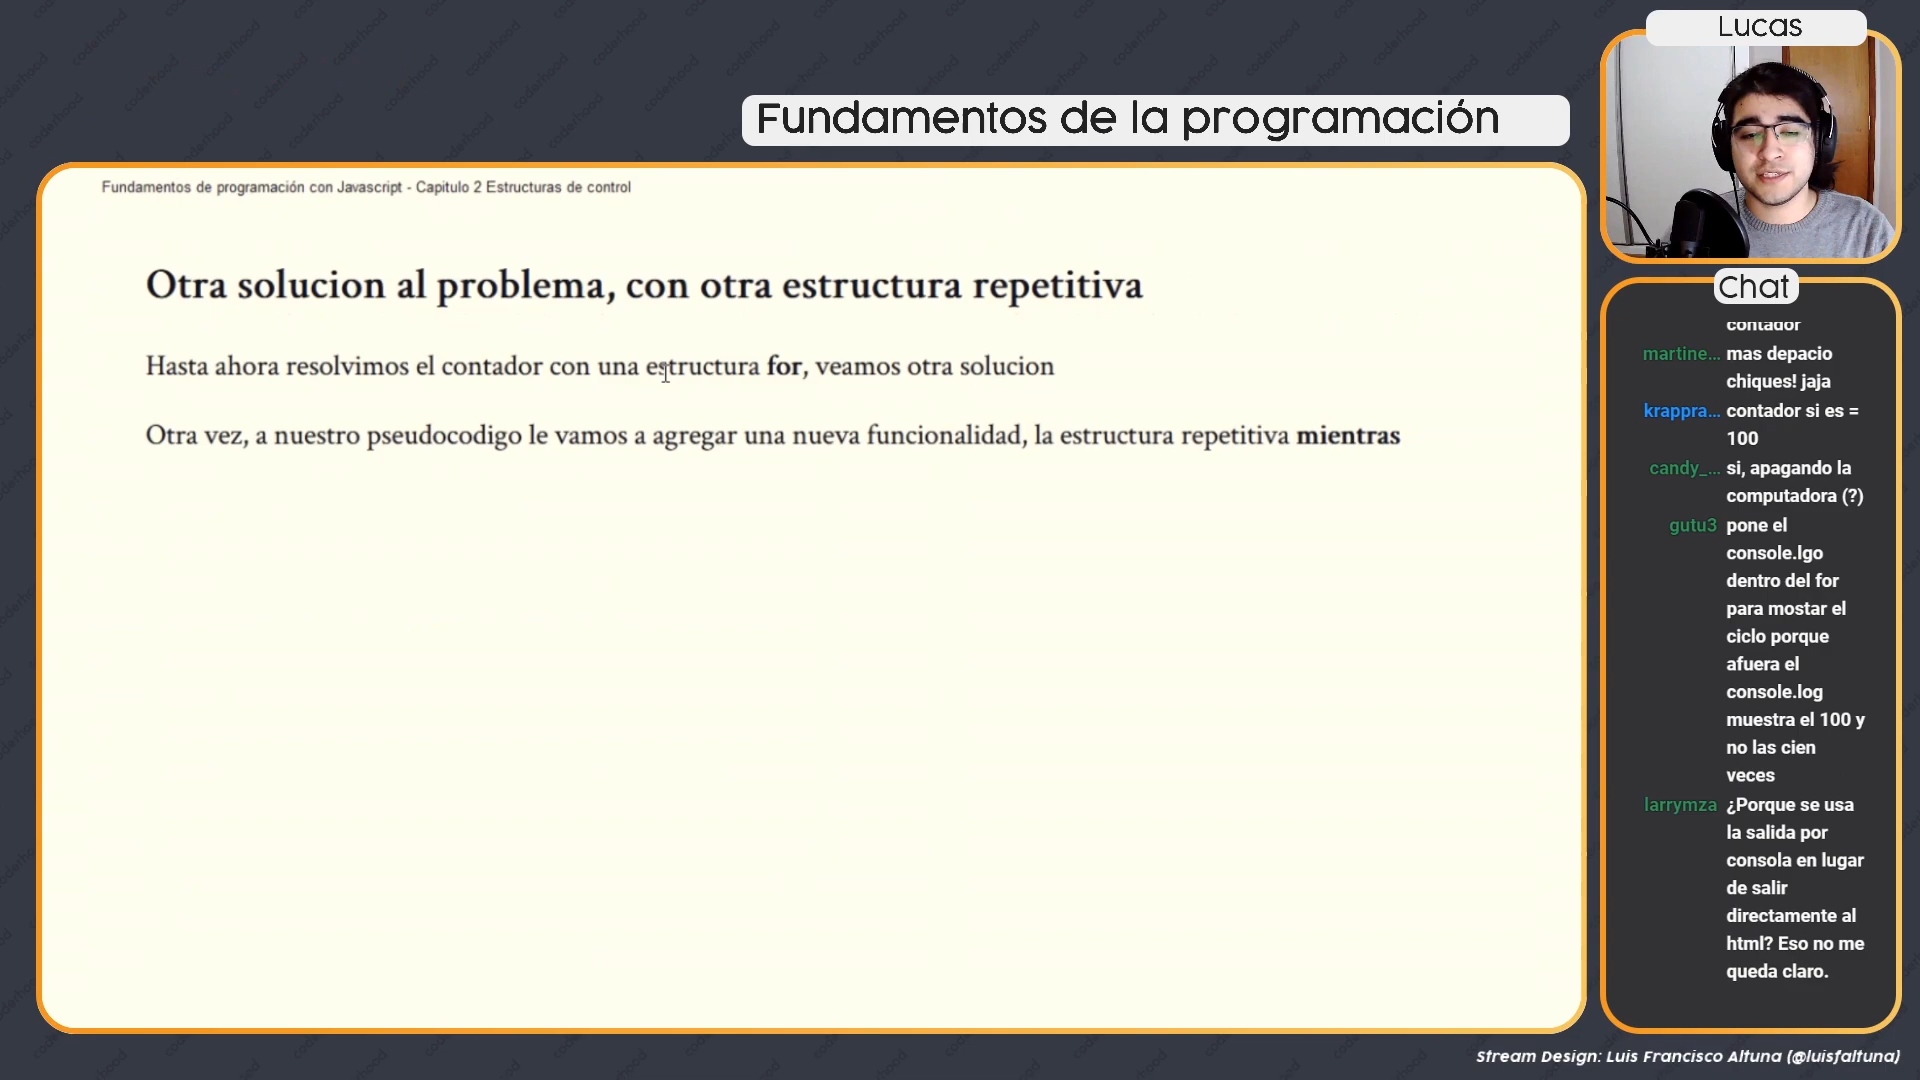 Lucas
Fundamentos de la programación
Fundamentos de programación con Javascript - Capitulo 2 Estructuras de control
Otra solucion al problema, con otra estructura repetitiva
Hasta ahora resolvimos el contador con una estructura for, veamos otra solucion
Otra vez, a nuestro pseudocodigo le vamos a agregar una nueva funcionalidad, la estructura repetitiva mientras
Chat
contador
martine... mas depacio
chiques! jaja
krappra... contador si es =
100
candy_... si, apagando la
computadora (?)
gutu3 pone el
console.lgo
dentro del for
para mostar el
ciclo porque
afuera el
console.log
muestra el 100 y
no las cien
veces
larrymza ¿Porque se usa
la salida por
consola en lugar
de salir
directamente al
html? Eso no me
queda claro.
Stream Design: Luis Francisco Altuna (@luisfaltuna)